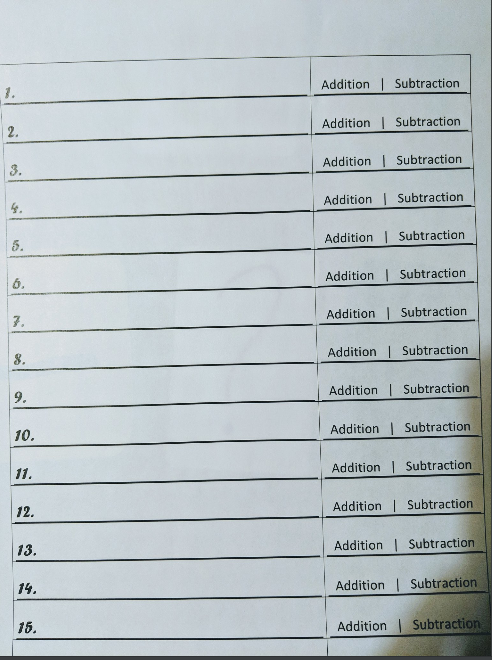 1. Addition | Subtraction
2. Addition | Subtraction
3. Addition | Subtraction
4. Addition | Subtraction
5. Addition | Subtraction
6. Addition | Subtraction
7. Addition | Subtraction
8. Addition | Subtraction
9. Addition | Subtraction
10. Addition | Subtraction
11. Addition | Subtraction
12. Addition | Subtraction
13. Addition | Subtraction
14. Addition | Subtraction
15. Addition | Subtraction